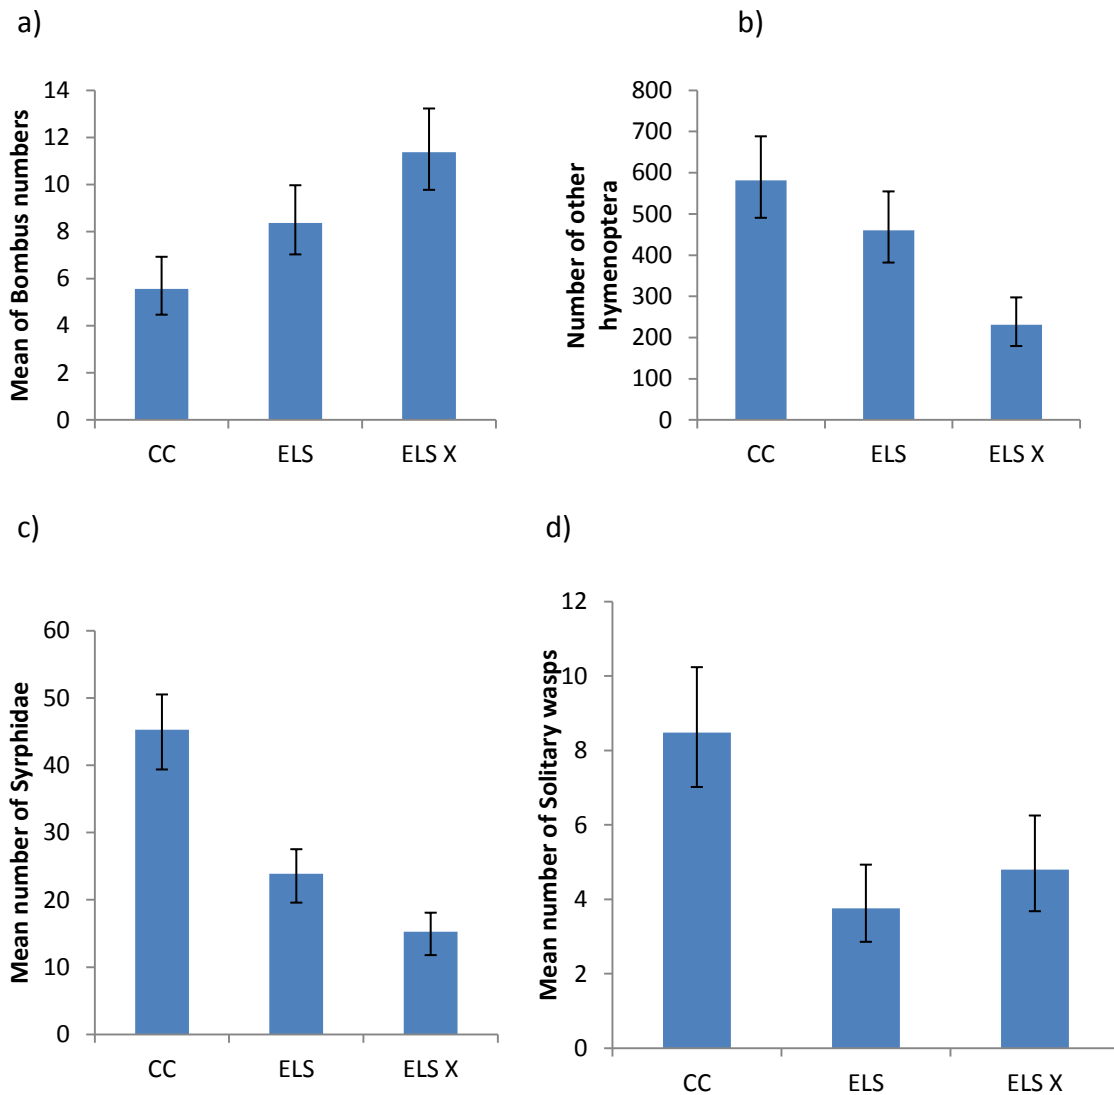 a)
Mean of Bombus numbers
14
12
10
8
6
4
2
0
CC ELS ELS X
b)
Number of other
hymenoptera
800
700
600
500
400
300
200
100
0
CC ELS ELS X
c)
Mean number of Syrphidae
60
50
40
30
20
10
0
CC ELS ELS X
d)
Mean number of Solitary wasps
12
10
8
6
4
2
0
CC ELS ELS X